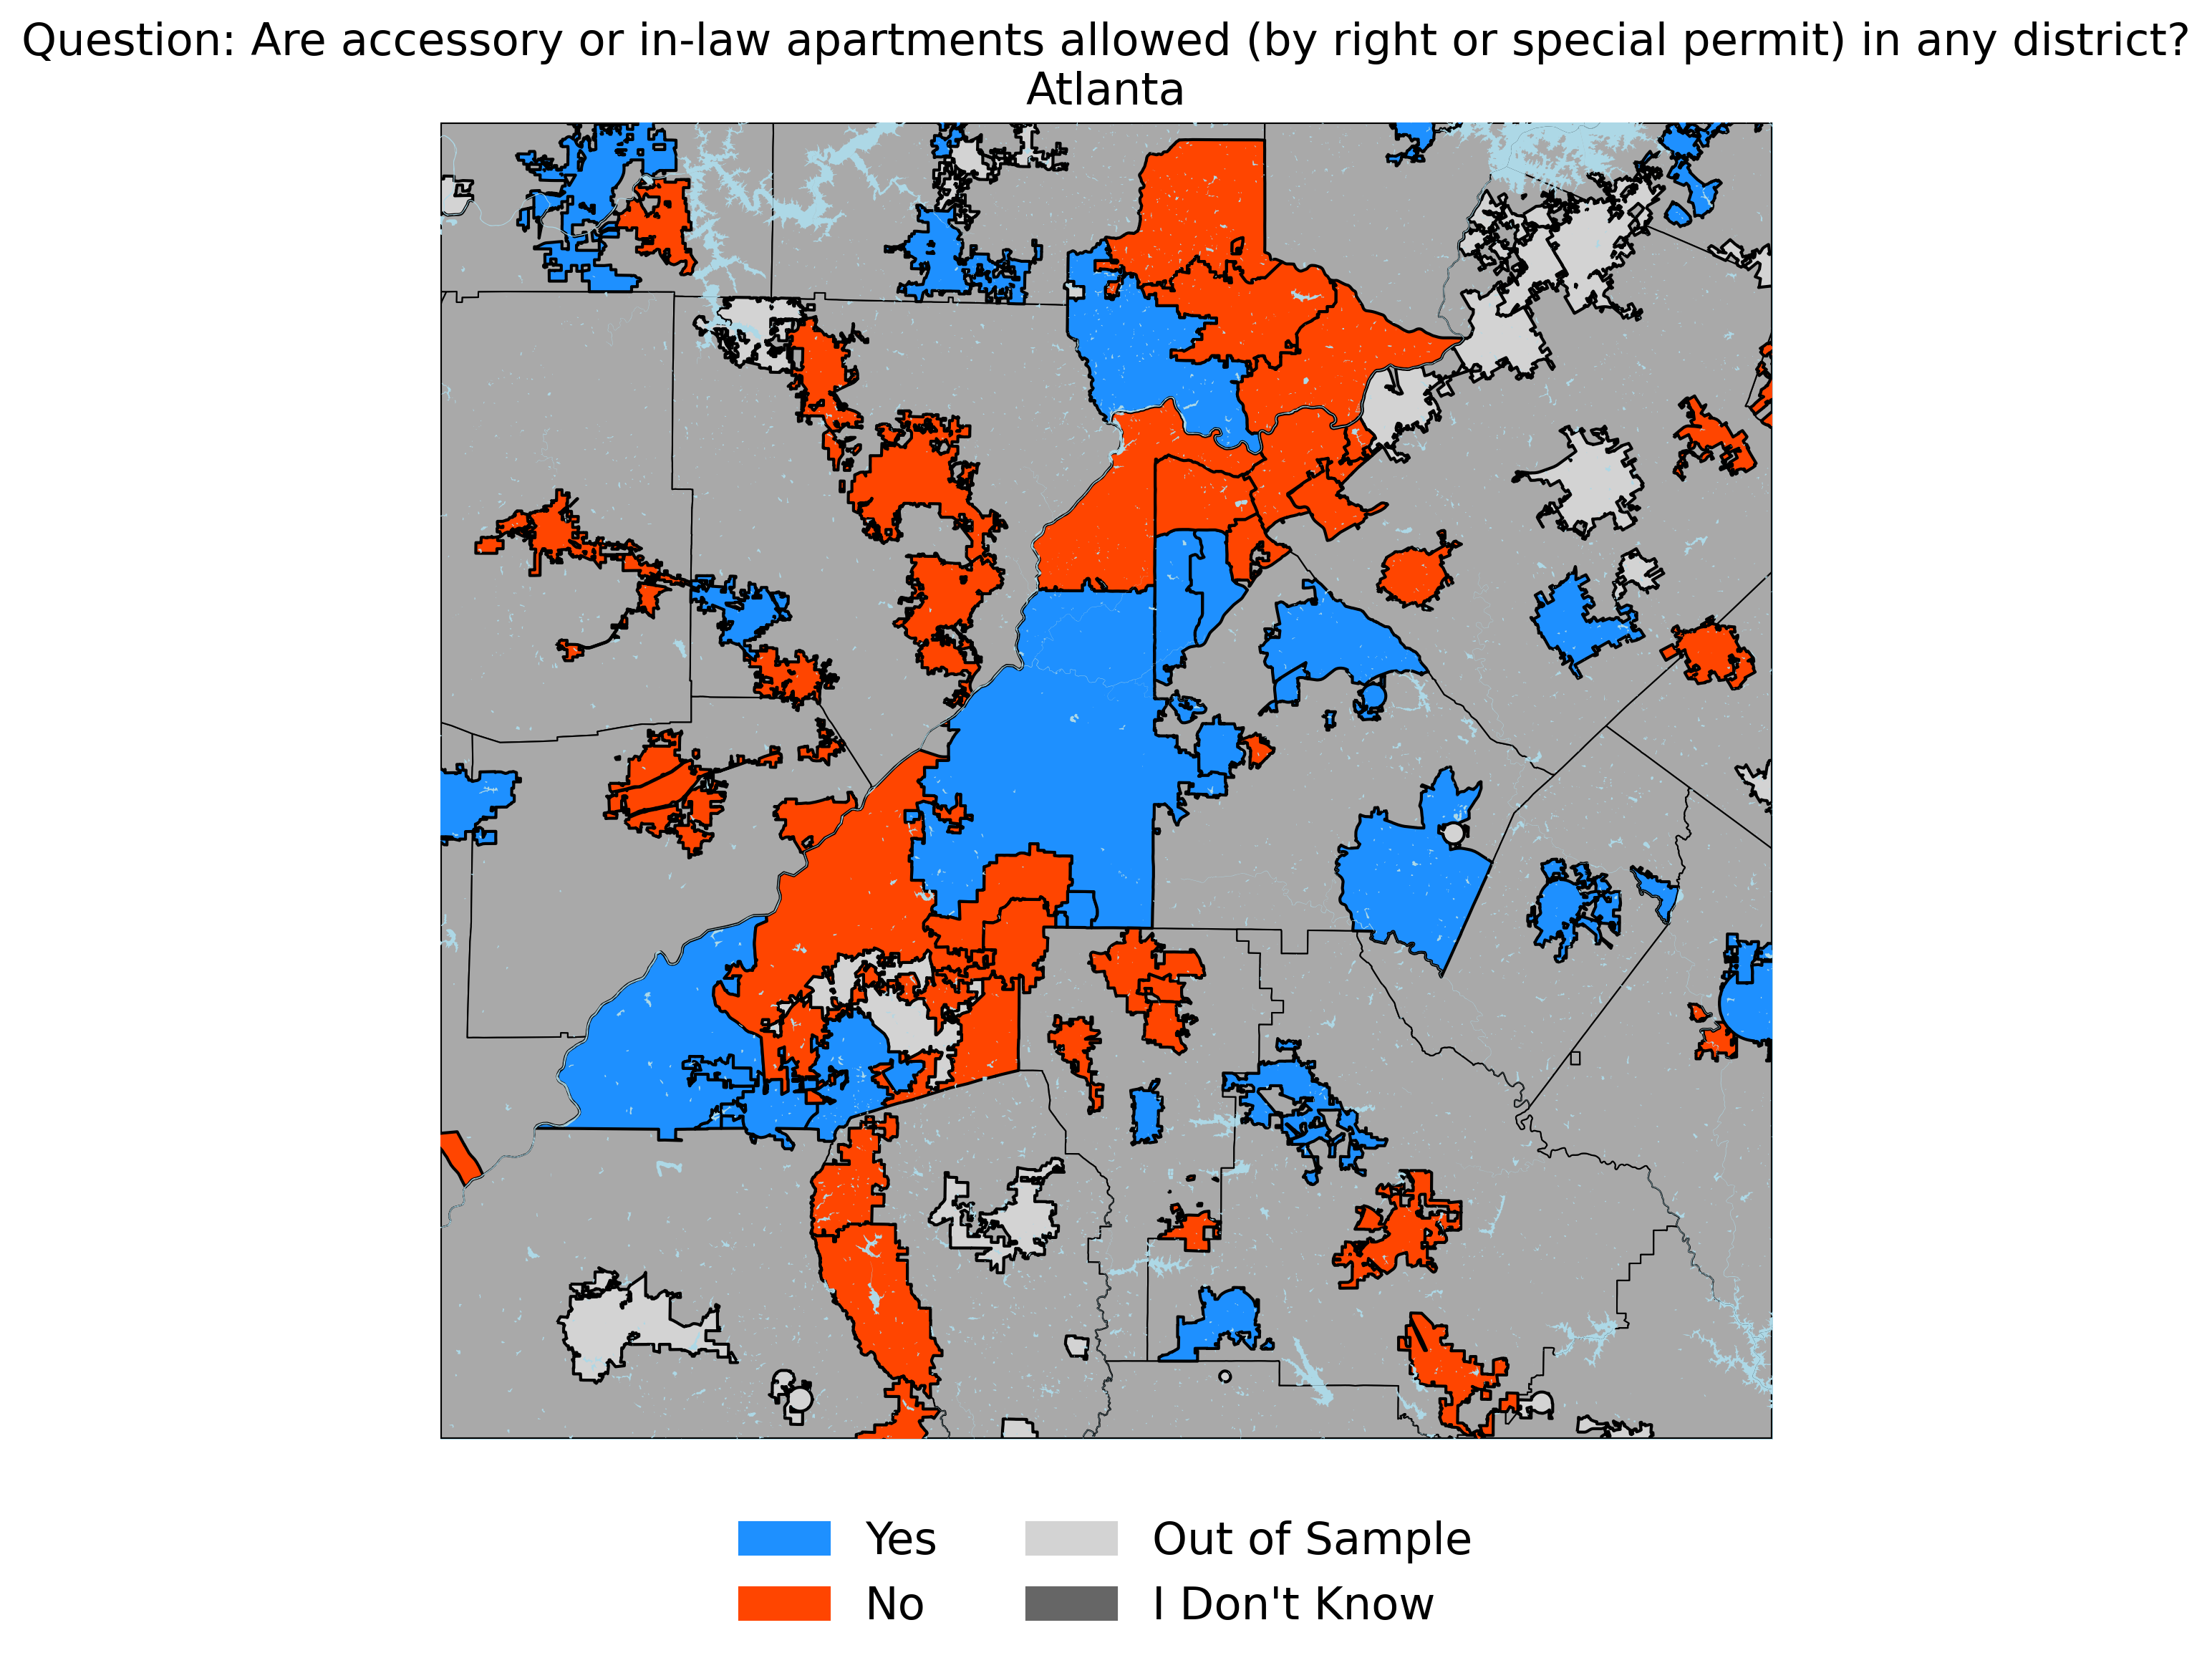 Question: Are accessory or in-law apartments allowed (by right or special permit) in any district?
Atlanta
Yes
Out of Sample
No
I Don't Know